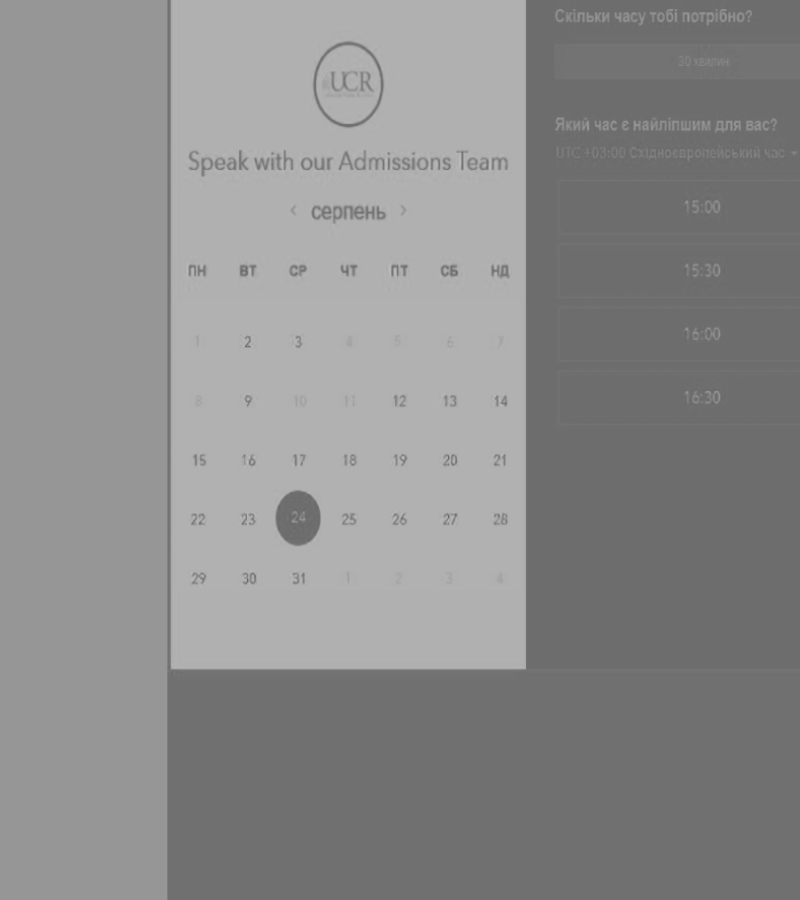 UCR
Speak with our Admissions Team
‹ серпень ›
ПН ВТ СР ЧТ ПТ СБ НД
1 2 3 4 5 6 7
8 9 10 11 12 13 14
15 16 17 18 19 20 21
22 23 24 25 26 27 28
29 30 31 1 2 3 4
Скільки часу тобі потрібно?
30 хвилин
Який час є найліпшим для вас?
UTC +03:00 Східноєвропейський час
15:00
15:30
16:00
16:30